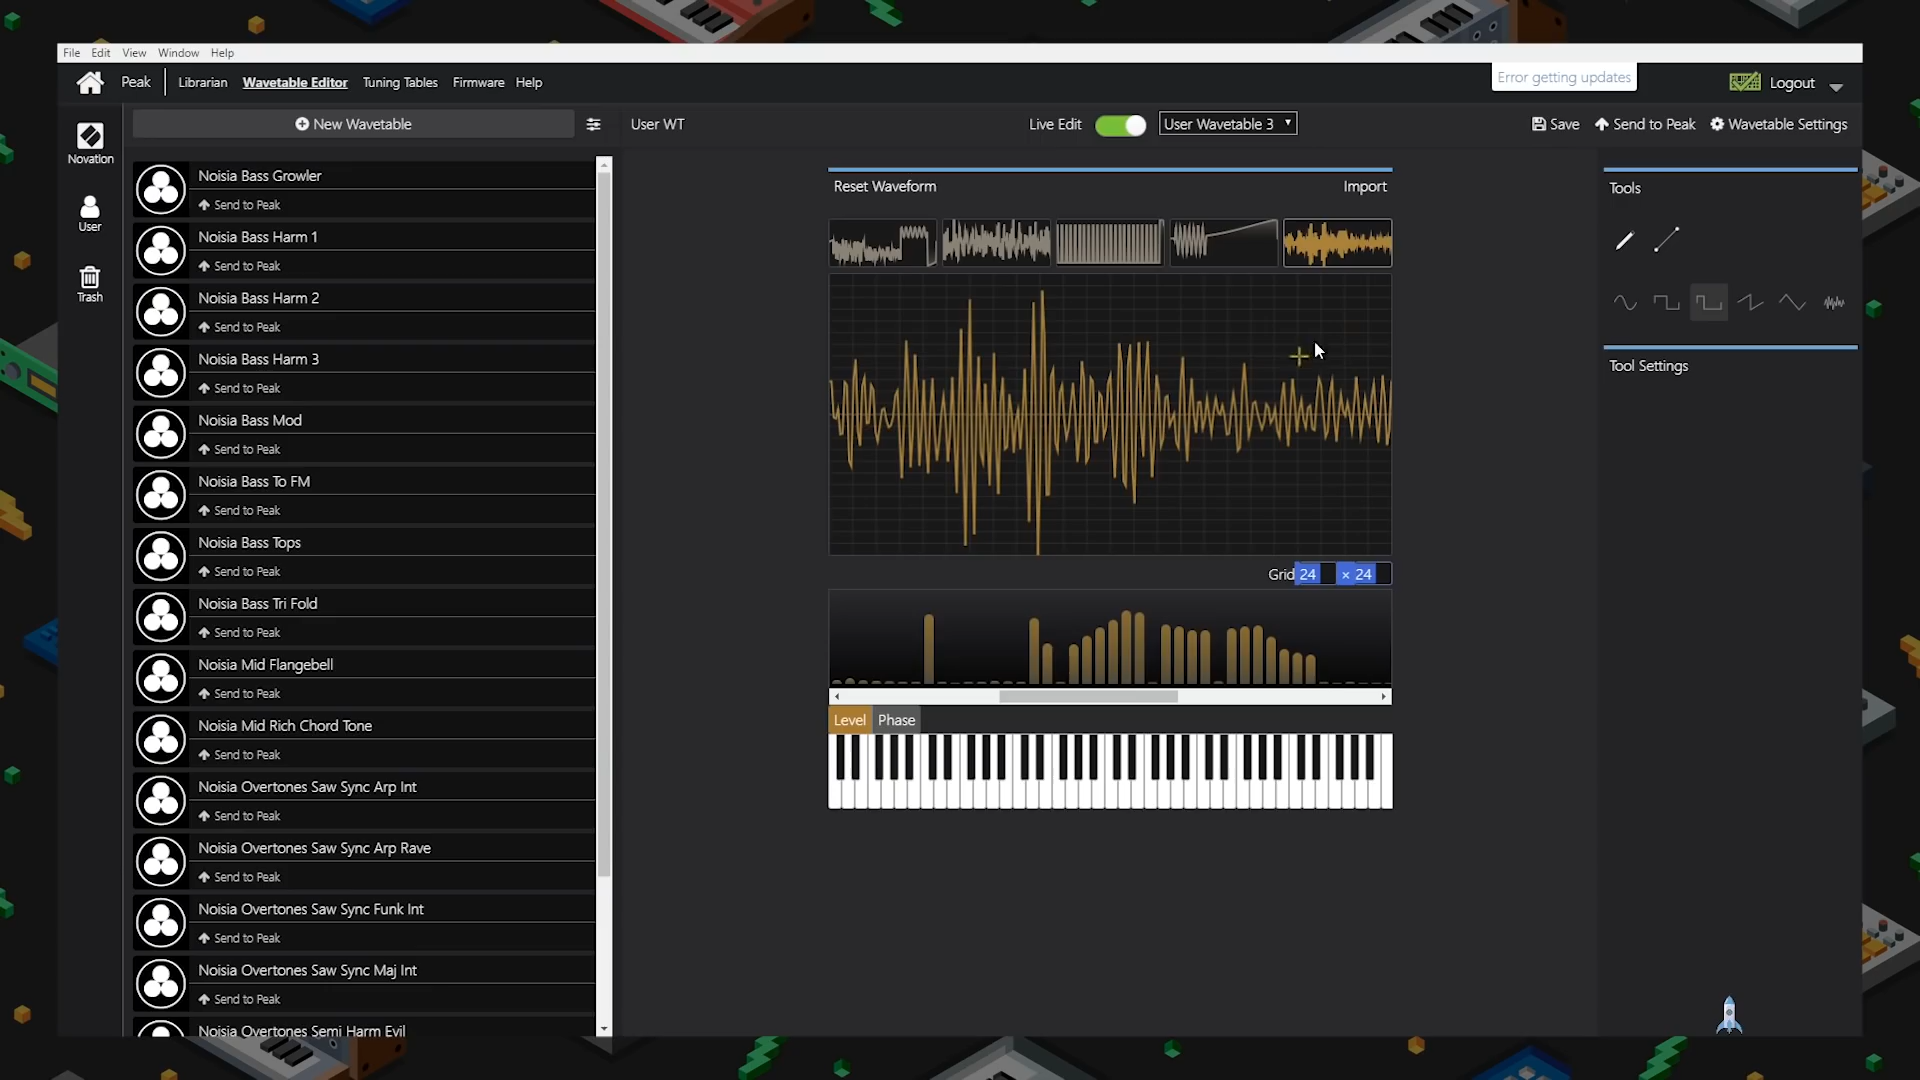 File Edit View Window Help
Peak Librarian Wavetable Editor Tuning Tables Firmware Help
Error getting updates
Logout
Novation
User
Trash
New Wavetable
User WT
Live Edit
User Wavetable 3
Save
Send to Peak
Wavetable Settings
Noisia Bass Growler
Send to Peak
Noisia Bass Harm 1
Send to Peak
Noisia Bass Harm 2
Send to Peak
Noisia Bass Harm 3
Send to Peak
Noisia Bass Mod
Send to Peak
Noisia Bass To FM
Send to Peak
Noisia Bass Tops
Send to Peak
Noisia Bass Tri Fold
Send to Peak
Noisia Mid Flangebell
Send to Peak
Noisia Mid Rich Chord Tone
Send to Peak
Noisia Overtones Saw Sync Arp Int
Send to Peak
Noisia Overtones Saw Sync Arp Rave
Send to Peak
Noisia Overtones Saw Sync Funk Int
Send to Peak
Noisia Overtones Saw Sync Maj Int
Send to Peak
Noisia Overtones Semi Harm Evil
Reset Waveform
Import
Grid 24 × 24
Level Phase
Tools
Tool Settings